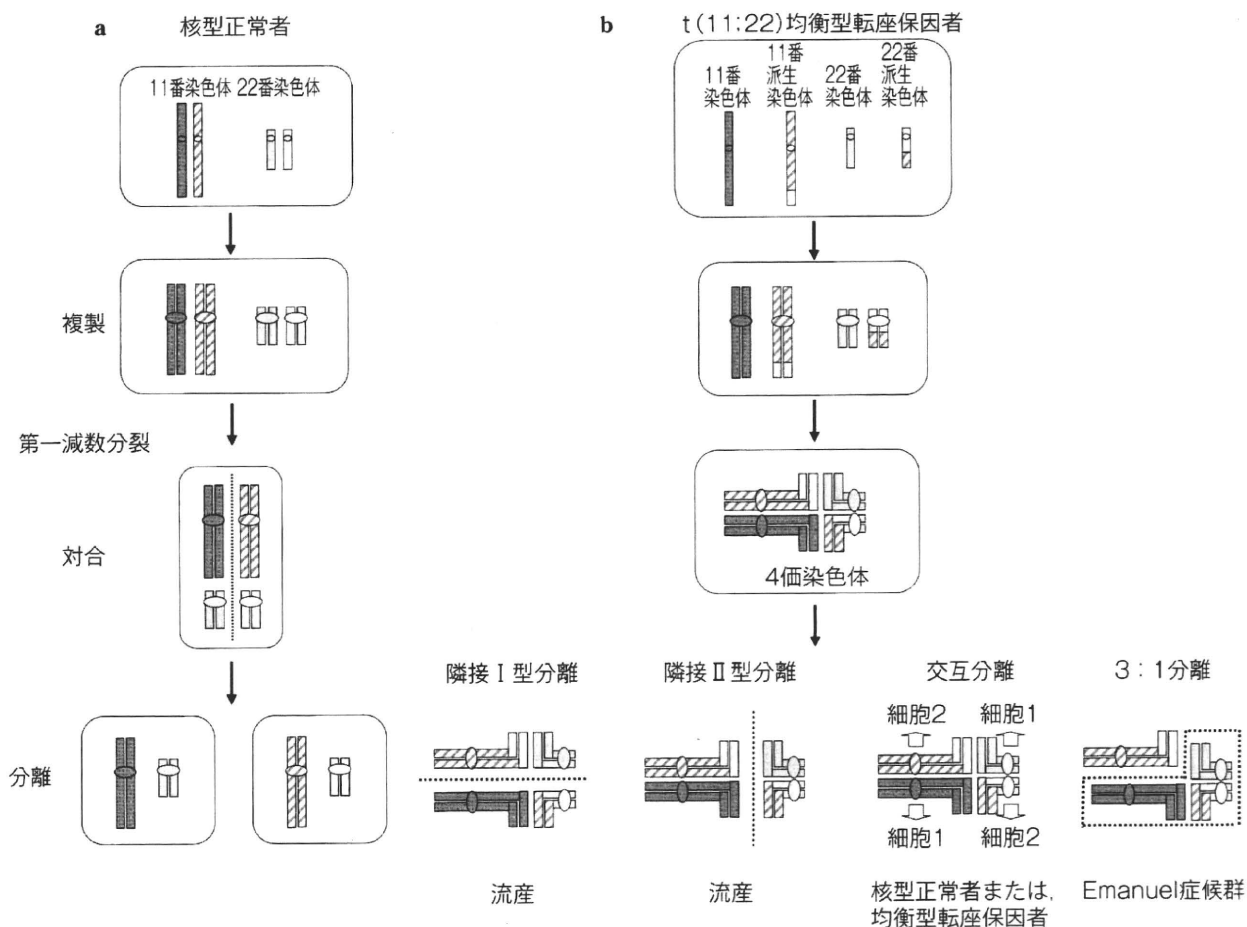 a 核型正常者
11番染色体 22番染色体
複製
第一減数分裂
対合
分離
b t(11;22)均衡型転座保因者
11番
染色体
11番
派生
染色体
22番
染色体
22番
派生
染色体
4価染色体
隣接Ⅰ型分離
流産
隣接Ⅱ型分離
流産
交互分離
細胞2 細胞1
細胞1 細胞2
核型正常者または,
均衡型転座保因者
3:1分離
Emanuel症候群